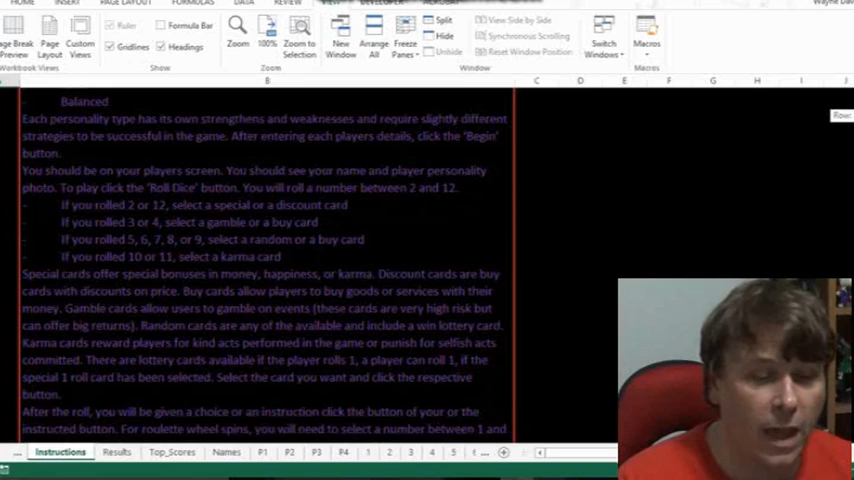 HOME INSERT PAGE LAYOUT FORMULAS DATA REVIEW VIEW DEVELOPER ACROBAT Wayne Dav
Ruler Formula Bar
Gridlines Headings
Page Break Preview
Page Layout
Custom Views
Workbook Views
Show
Zoom
100%
Zoom to Selection
Zoom
New Window
Arrange All
Freeze Panes
Split
Hide
Unhide
View Side by Side
Synchronous Scrolling
Reset Window Position
Window
Switch Windows
Macros
Macros
B C D E F G H I J
Row:
- Balanced
Each personality type has its own strengthens and weaknesses and require slightly different
strategies to be successful in the game. After entering each players details, click the 'Begin'
button.
You should be on your players screen. You should see your name and player personality
photo. To play click the 'Roll Dice' button. You will roll a number between 2 and 12.
- If you rolled 2 or 12, select a special or a discount card
- If you rolled 3 or 4, select a gamble or a buy card
- If you rolled 5, 6, 7, 8, or 9, select a random or a buy card
- If you rolled 10 or 11, select a karma card
Special cards offer special bonuses in money, happiness, or karma. Discount cards are buy
cards with discounts on price. Buy cards allow players to buy goods or services with their
money. Gamble cards allow users to gamble on events (these cards are very high risk but
can offer big returns). Random cards are any of the available and include a win lottery card.
Karma cards reward players for kind acts performed in the game or punish for selfish acts
committed. There are lottery cards available if the player rolls 1, a player can roll 1, if the
special 1 roll card has been selected. Select the card you want and click the respective
button.
After the roll, you will be given a choice or an instruction click the button of your or the
instructed button. For roulette wheel spins, you will need to select a number between 1 and
... Instructions Results Top_Scores Names P1 P2 P3 P4 1 2 3 4 5 ...